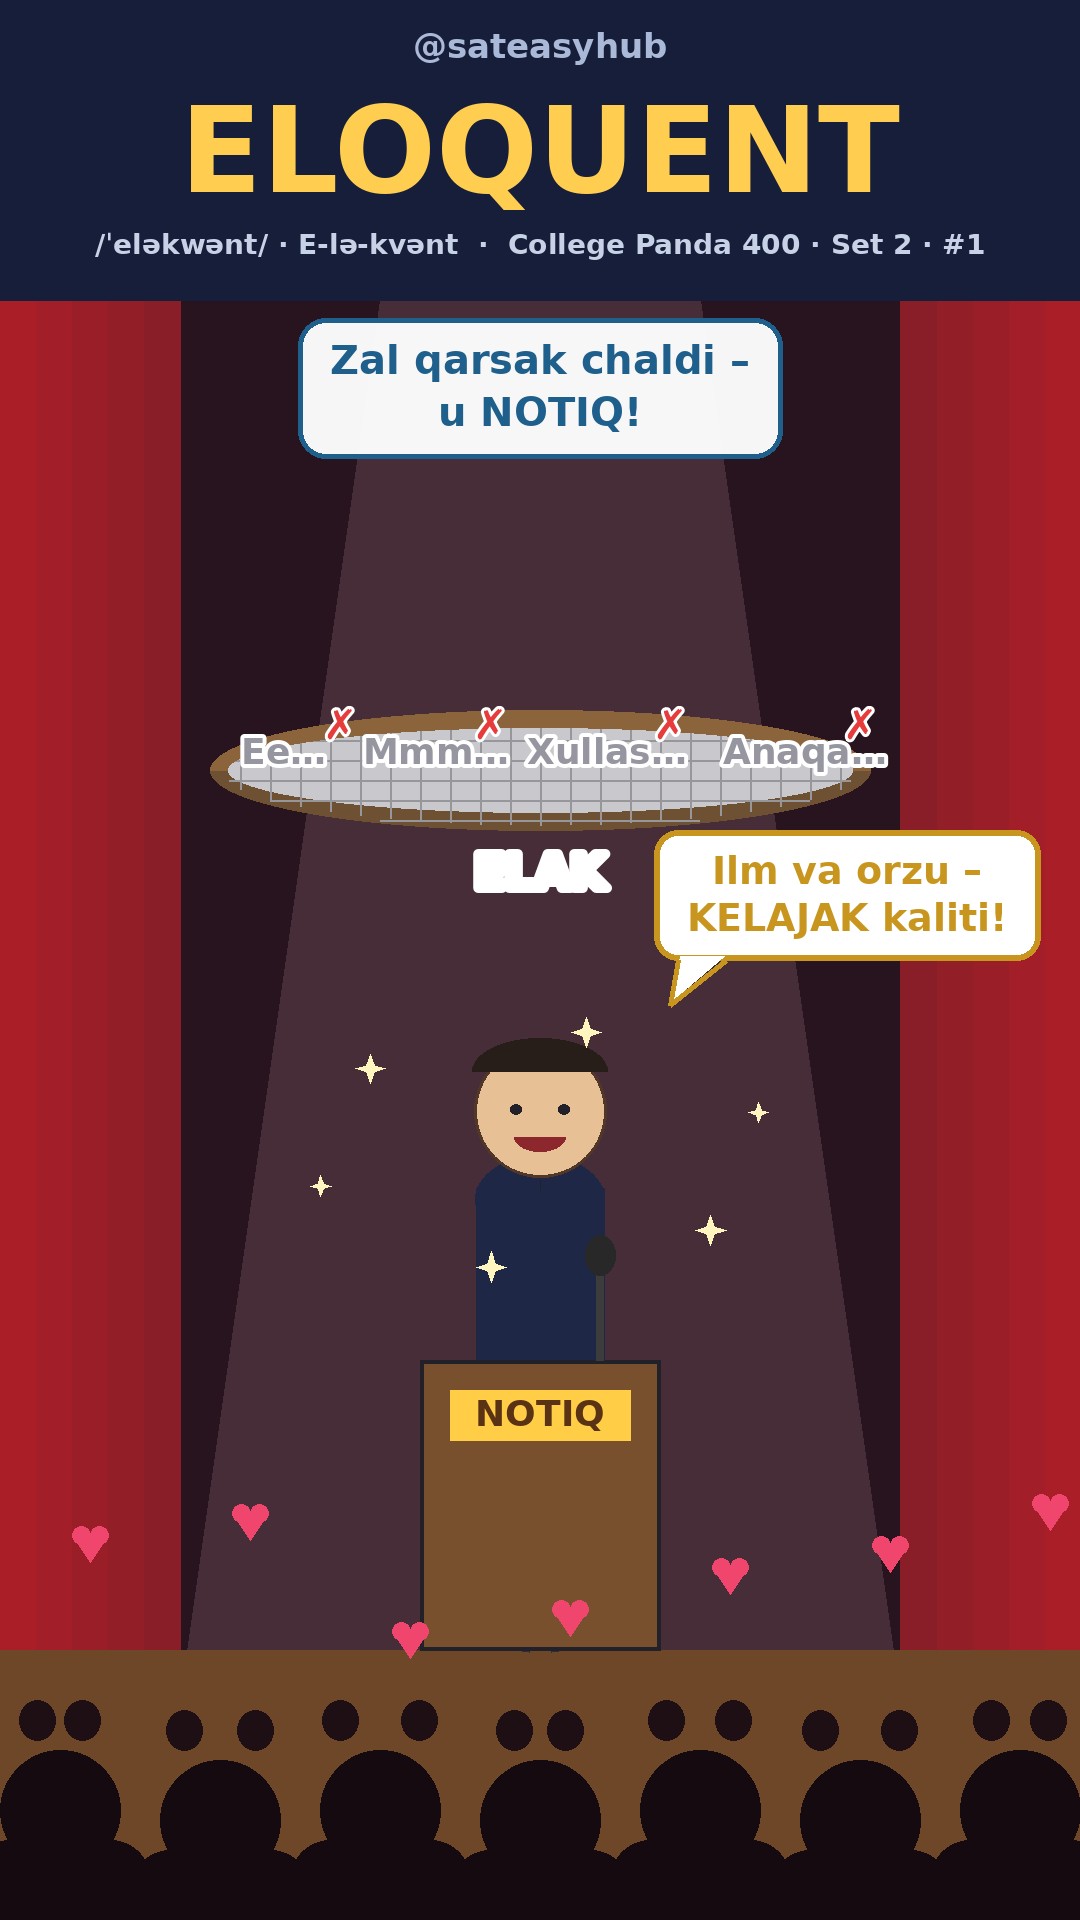 @sateasyhub
ELOQUENT
/ˈeləkwənt/ · E-lə-kvənt · College Panda 400 · Set 2 · #1
Zal qarsak chaldi –
u NOTIQ!
Ee... Mmm... Xullas... Anaqa...
ELAK
Ilm va orzu –
KELAJAK kaliti!
NOTIQ